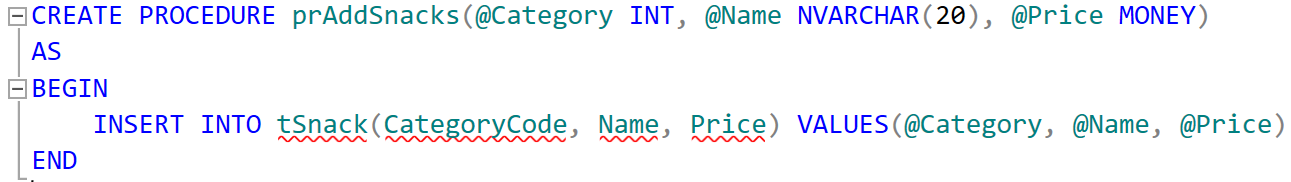 CREATE PROCEDURE prAddSnacks(@Category INT, @Name NVARCHAR(20), @Price MONEY)
AS
BEGIN
    INSERT INTO tSnack(CategoryCode, Name, Price) VALUES(@Category, @Name, @Price)
END